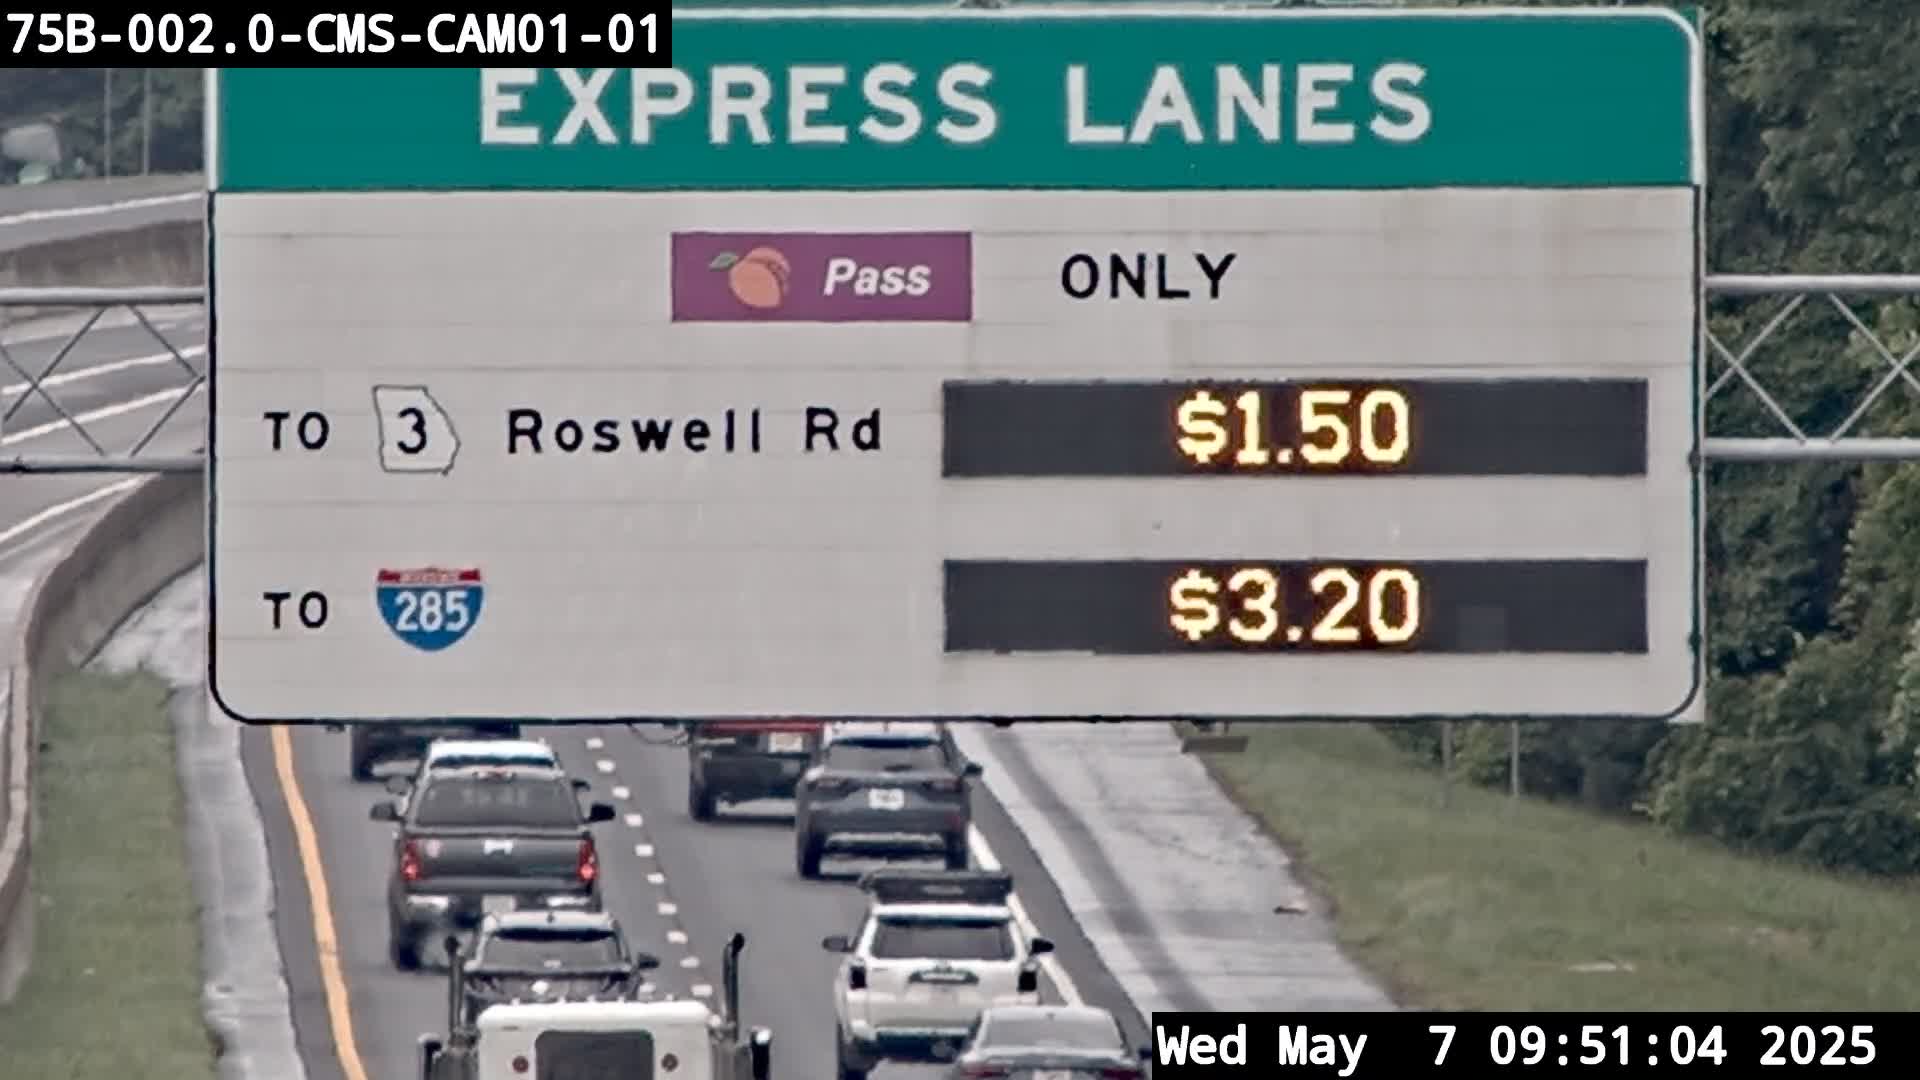 75B-002.0-CMS-CAM01-01
EXPRESS LANES
Pass ONLY
TO 3 Roswell Rd $1.50
TO 285 $3.20
Wed May 7 09:51:04 2025